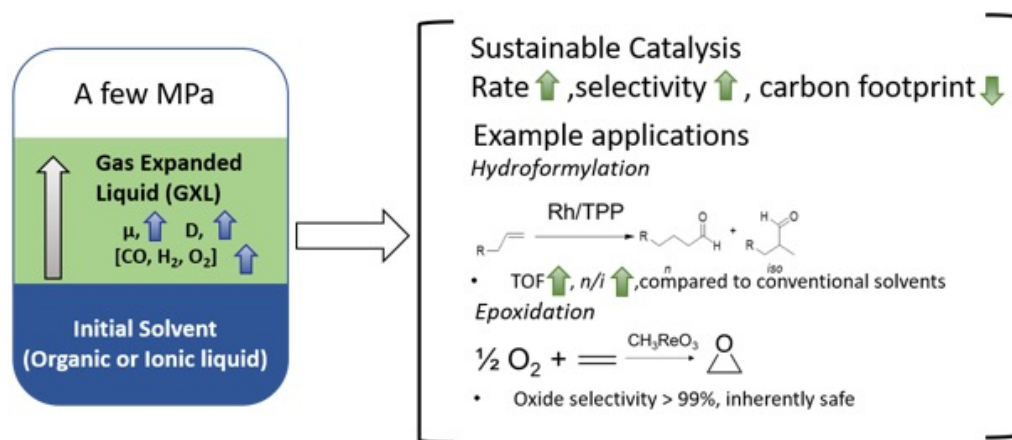 A few MPa
Gas Expanded
Liquid (GXL)
μ, D,
[CO, H₂, O₂]
Initial Solvent
(Organic or Ionic liquid)
Sustainable Catalysis
Rate ,selectivity , carbon footprint
Example applications
Hydroformylation
Rh/TPP
R
R
O
H
n
+
H
O
R
iso
• TOF , n/i ,compared to conventional solvents
Epoxidation
½ O₂ +
CH₃ReO₃
O
• Oxide selectivity > 99%, inherently safe